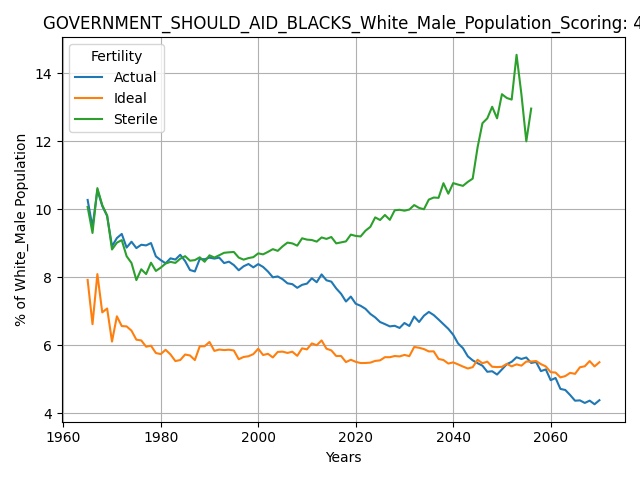 GOVERNMENT_SHOULD_AID_BLACKS_White_Male_Population_Scoring: 4
Fertility
Actual
Ideal
Sterile
14
12
10
8
6
4
% of White_Male Population
1960
1980
2000
2020
2040
2060
Years